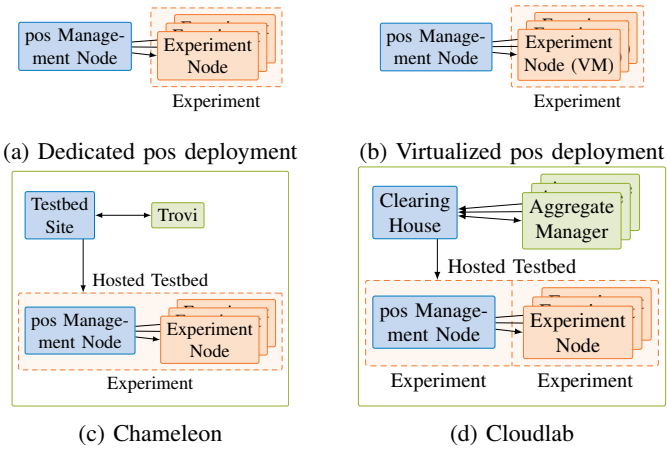 pos Manage-
ment Node
Experiment
Node
Experiment
(a) Dedicated pos deployment
pos Manage-
ment Node
Experiment
Node (VM)
Experiment
(b) Virtualized pos deployment
Testbed
Site
Trovi
Hosted Testbed
pos Manage-
ment Node
Experiment
Node
Experiment
(c) Chameleon
Clearing
House
Aggregate
Manager
Hosted Testbed
pos Manage-
ment Node
Experiment
Node
Experiment
Experiment
(d) Cloudlab